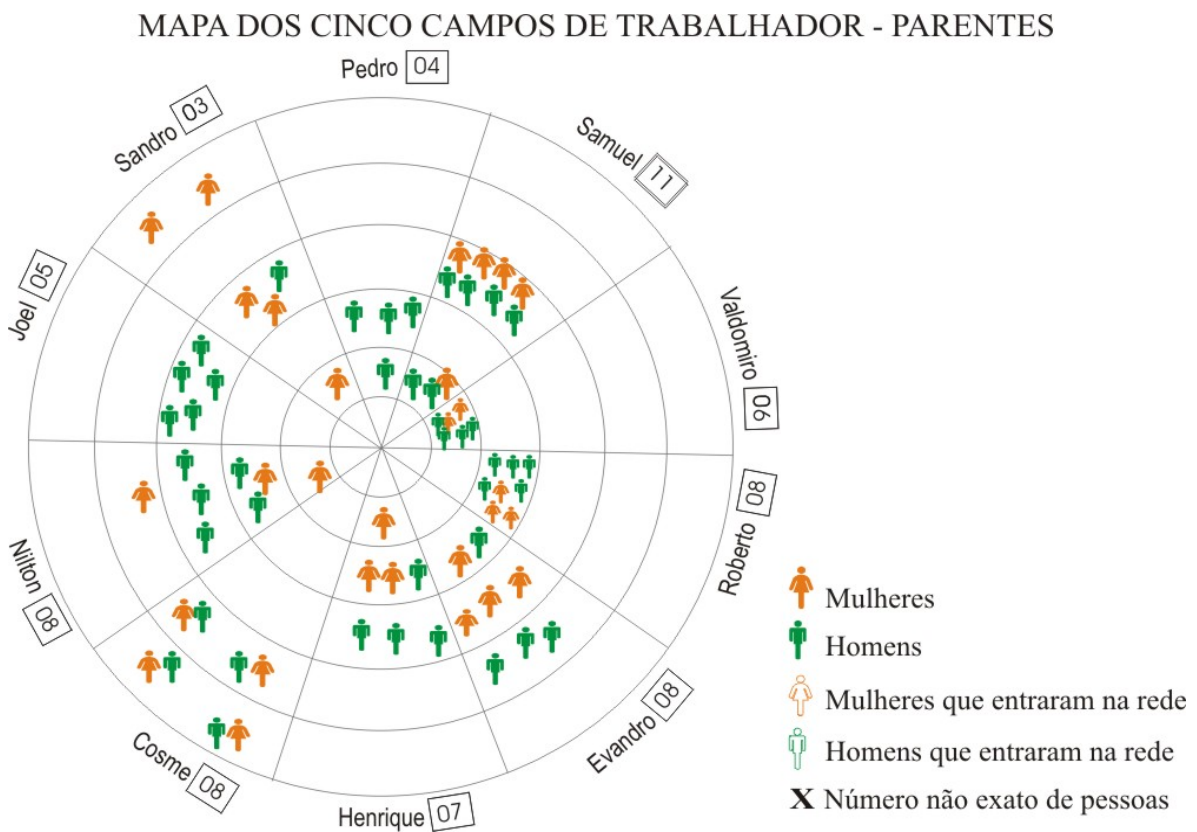 MAPA DOS CINCO CAMPOS DE TRABALHADOR - PARENTES
Pedro 04
Samuel 11
Valdomiro 06
Roberto 08
Evandro 08
Henrique 07
Cosme 08
Nilton 08
Joel 05
Sandro 03
Mulheres
Homens
Mulheres que entraram na rede
Homens que entraram na rede
X Número não exato de pessoas